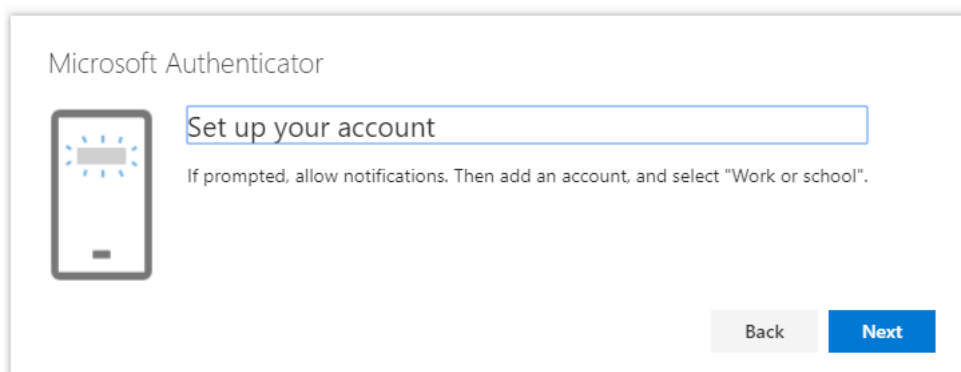 Microsoft Authenticator
Set up your account
If prompted, allow notifications. Then add an account, and select "Work or school".
Back
Next